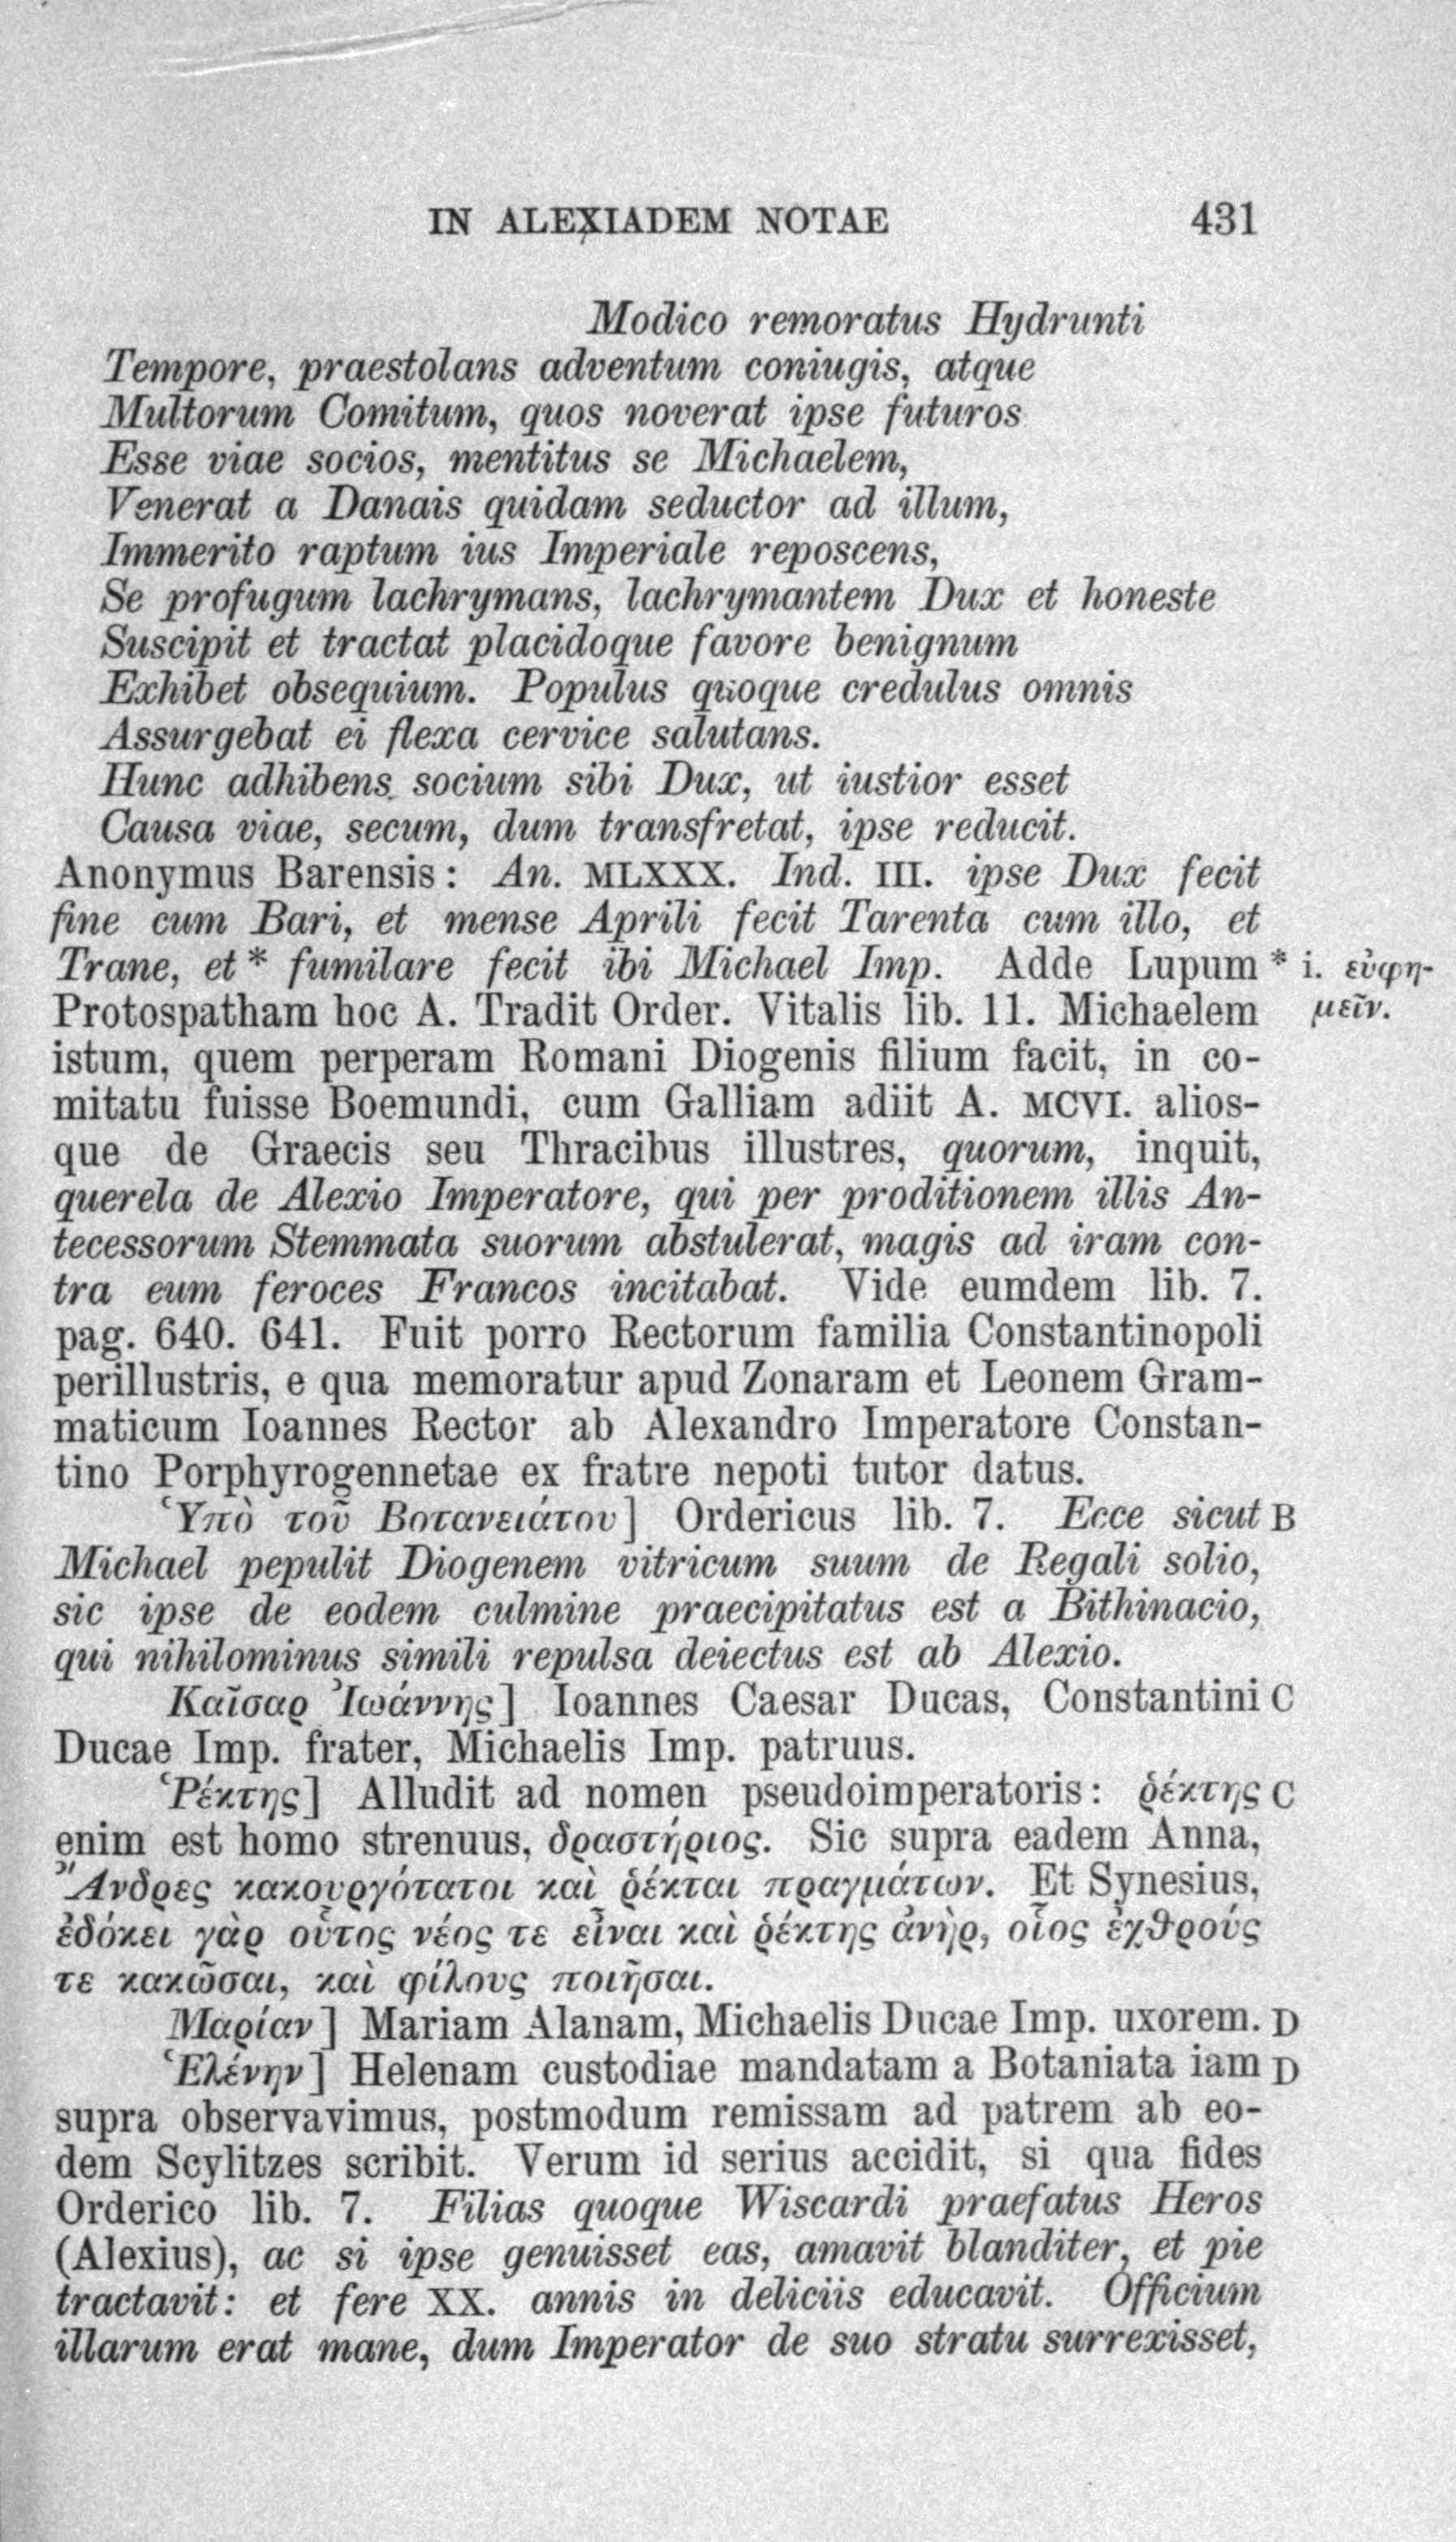 IN ALEXIADEM NOTAE 431
Modico remoratus Hydrunti
Tempore, praestolans adventum coniugis, atque
Multorum Comitum, quos noverat ipse futuros
Esse viae socios, mentitus se Michaelem,
Venerat a Danais quidam seductor ad illum,
Immerito raptum ius Imperiale reposcens,
Se profugum lachrymans, lachrymantem Dux et honeste
Suscipit et tractat placidoque favore benignum
Exhibet obsequium. Populus quoque credulus omnis
Assurgebat ei flexa cervice salutans.
Hunc adhibens socium sibi Dux, ut iustior esset
Causa viae, secum, dum transfretat, ipse reducit.
Anonymus Barensis: An. MLXXX. Ind. III. ipse Dux fecit
fine cum Bari, et mense Aprili fecit Tarenta cum illo, et
Trane, et * fumilare fecit ibi Michael Imp. Adde Lupum * i. εὐφη-
Protospatham hoc A. Tradit Order. Vitalis lib. 11. Michaelem μεῖν.
istum, quem perperam Romani Diogenis filium facit, in co-
mitatu fuisse Boemundi, cum Galliam adiit A. MCVI. alios-
que de Graecis seu Thracibus illustres, quorum, inquit,
querela de Alexio Imperatore, qui per proditionem illis An-
tecessorum Stemmata suorum abstulerat, magis ad iram con-
tra eum feroces Francos incitabat. Vide eumdem lib. 7.
pag. 640. 641. Fuit porro Rectorum familia Constantinopoli
perillustris, e qua memoratur apud Zonaram et Leonem Gram-
maticum Ioannes Rector ab Alexandro Imperatore Constan-
tino Porphyrogennetae ex fratre nepoti tutor datus.
Ὑπὸ τοῦ Βοτανειάτου] Ordericus lib. 7. Ecce sicut B
Michael pepulit Diogenem vitricum suum de Regali solio,
sic ipse de eodem culmine praecipitatus est a Bithinacio,
qui nihilominus simili repulsa deiectus est ab Alexio.
Καῖσαρ Ἰωάννης] Ioannes Caesar Ducas, Constantini C
Ducae Imp. frater, Michaelis Imp. patruus.
Ῥέκτης] Alludit ad nomen pseudoimperatoris: ῥέκτης C
enim est homo strenuus, δραστήριος. Sic supra eadem Anna,
Ἄνδρες κακουργότατοι καὶ ῥέκται πραγμάτων. Et Synesius,
ἐδόκει γὰρ οὗτος νέος τε εἶναι καὶ ῥέκτης ἀνὴρ, οἷος ἐχθρούς
τε κακῶσαι, καὶ φίλους ποιῆσαι.
Μαρίαν] Mariam Alanam, Michaelis Ducae Imp. uxorem. D
Ἑλένην] Helenam custodiae mandatam a Botaniata iam D
supra observavimus, postmodum remissam ad patrem ab eo-
dem Scylitzes scribit. Verum id serius accidit, si qua fides
Orderico lib. 7. Filias quoque Wiscardi praefatus Heros
(Alexius), ac si ipse genuisset eas, amavit blanditer, et pie
tractavit: et fere XX. annis in deliciis educavit. Officium
illarum erat mane, dum Imperator de suo stratu surrexisset,